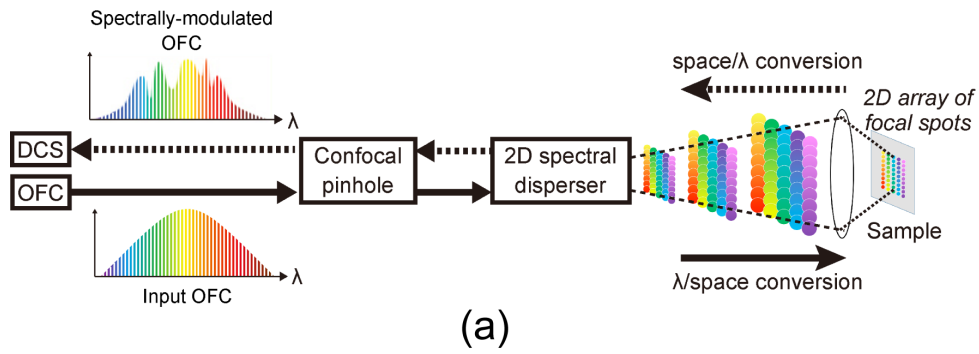 Spectrally-modulated
OFC
λ
DCS
OFC
Input OFC
λ
Confocal
pinhole
2D spectral
disperser
space/λ conversion
2D array of
focal spots
Sample
λ/space conversion
(a)